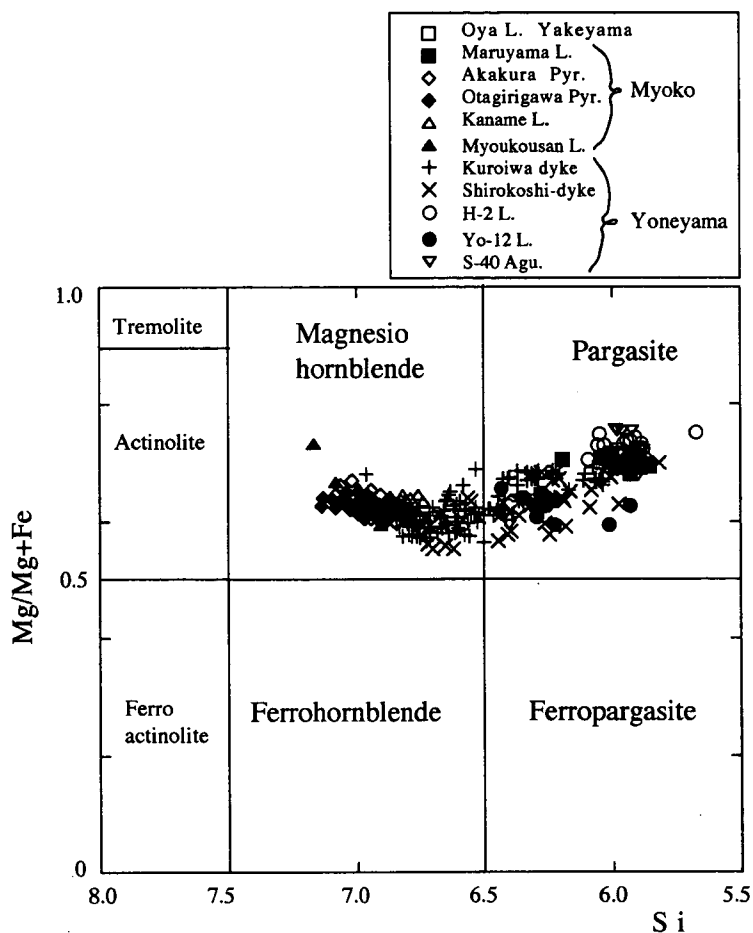 Oya L. Yakeyama
Maruyama L.
Akakura Pyr.
Otagirigawa Pyr.
Kaname L.
Myoukousan L.
Myoko
Kuroiwa dyke
Shirokoshi-dyke
H-2 L.
Yo-12 L.
S-40 Agu.
Yoneyama
1.0
Tremolite
Magnesio
hornblende
Pargasite
Actinolite
0.5
Mg/Mg+Fe
Ferro
actinolite
Ferrohornblende
Ferropargasite
0
8.0 7.5 7.0 6.5 6.0 5.5
Si